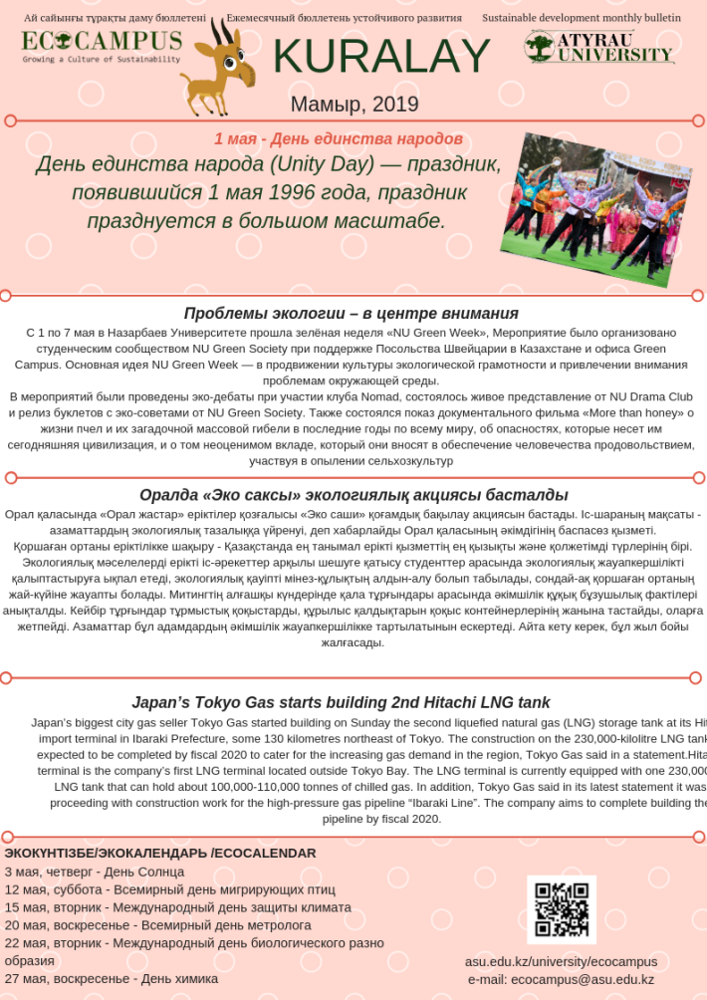 Ай сайынғы тұрақты даму бюллетені Ежемесячный бюллетень устойчивого развития Sustainable development monthly bulletin
ECOCAMPUS
Growing a Culture of Sustainability
KURALAY
ATYRAU
UNIVERSITY
Мамыр, 2019
1 мая - День единства народов
День единства народа (Unity Day) — праздник,
появившийся 1 мая 1996 года, праздник
празднуется в большом масштабе.
Проблемы экологии – в центре внимания
С 1 по 7 мая в Назарбаев Университете прошла зелёная неделя «NU Green Week», Мероприятие было организовано
студенческим сообществом NU Green Society при поддержке Посольства Швейцарии в Казахстане и офиса Green
Campus. Основная идея NU Green Week — в продвижении культуры экологической грамотности и привлечении внимания
проблемам окружающей среды.
В мероприятий были проведены эко-дебаты при участии клуба Nomad, состоялось живое представление от NU Drama Club
и релиз буклетов с эко-советами от NU Green Society. Также состоялся показ документального фильма «More than honey» о
жизни пчел и их загадочной массовой гибели в последние годы по всему миру, об опасностях, которые несет им
сегодняшняя цивилизация, и о том неоценимом вкладе, который они вносят в обеспечение человечества продовольствием,
участвуя в опылении сельхозкультур
Оралда «Эко саксы» экологиялық акциясы басталды
Орал қаласында «Орал жастар» еріктілер қозғалысы «Эко саши» қоғамдық бақылау акциясын бастады. Іс-шараның мақсаты -
азаматтардың экологиялық тазалыққа үйренуі, деп хабарлайды Орал қаласының әкімдігінің баспасөз қызметі.
Қоршаған ортаны еріктілікке шақыру - Қазақстанда ең танымал ерікті қызметтің ең қызықты және қолжетімді түрлерінің бірі.
Экологиялық мәселелерді ерікті іс-әрекеттер арқылы шешуге қатысу студенттер арасында экологиялық жауапкершілікті
қалыптастыруға ықпал етеді, экологиялық қауіпті мінез-құлықтың алдын-алу болып табылады, сондай-ақ қоршаған ортаның
жай-күйіне жауапты болады. Митингтің алғашқы күндерінде қала тұрғындары арасында әкімшілік құқық бұзушылық фактілері
анықталды. Кейбір тұрғындар тұрмыстық қоқыстарды, құрылыс қалдықтарын қоқыс контейнерлерінің жанына тастайды, оларға
жетпейді. Азаматтар бұл адамдардың әкімшілік жауапкершілікке тартылатынын ескертеді. Айта кету керек, бұл жыл бойы
жалғасады.
Japan’s Tokyo Gas starts building 2nd Hitachi LNG tank
Japan’s biggest city gas seller Tokyo Gas started building on Sunday the second liquefied natural gas (LNG) storage tank at its Hit
import terminal in Ibaraki Prefecture, some 130 kilometres northeast of Tokyo. The construction on the 230,000-kilolitre LNG tank
expected to be completed by fiscal 2020 to cater for the increasing gas demand in the region, Tokyo Gas said in a statement.Hita
terminal is the company’s first LNG terminal located outside Tokyo Bay. The LNG terminal is currently equipped with one 230,000
LNG tank that can hold about 100,000-110,000 tonnes of chilled gas. In addition, Tokyo Gas said in its latest statement it was
proceeding with construction work for the high-pressure gas pipeline “Ibaraki Line”. The company aims to complete building the
pipeline by fiscal 2020.
ЭКОКҮНТІЗБЕ/ЭКОКАЛЕНДАРЬ /ECOCALENDAR
3 мая, четверг - День Солнца
12 мая, суббота - Всемирный день мигрирующих птиц
15 мая, вторник - Международный день защиты климата
20 мая, воскресенье - Всемирный день метролога
22 мая, вторник - Международный день биологического разно
образия
27 мая, воскресенье - День химика
asu.edu.kz/university/ecocampus
e-mail: ecocampus@asu.edu.kz